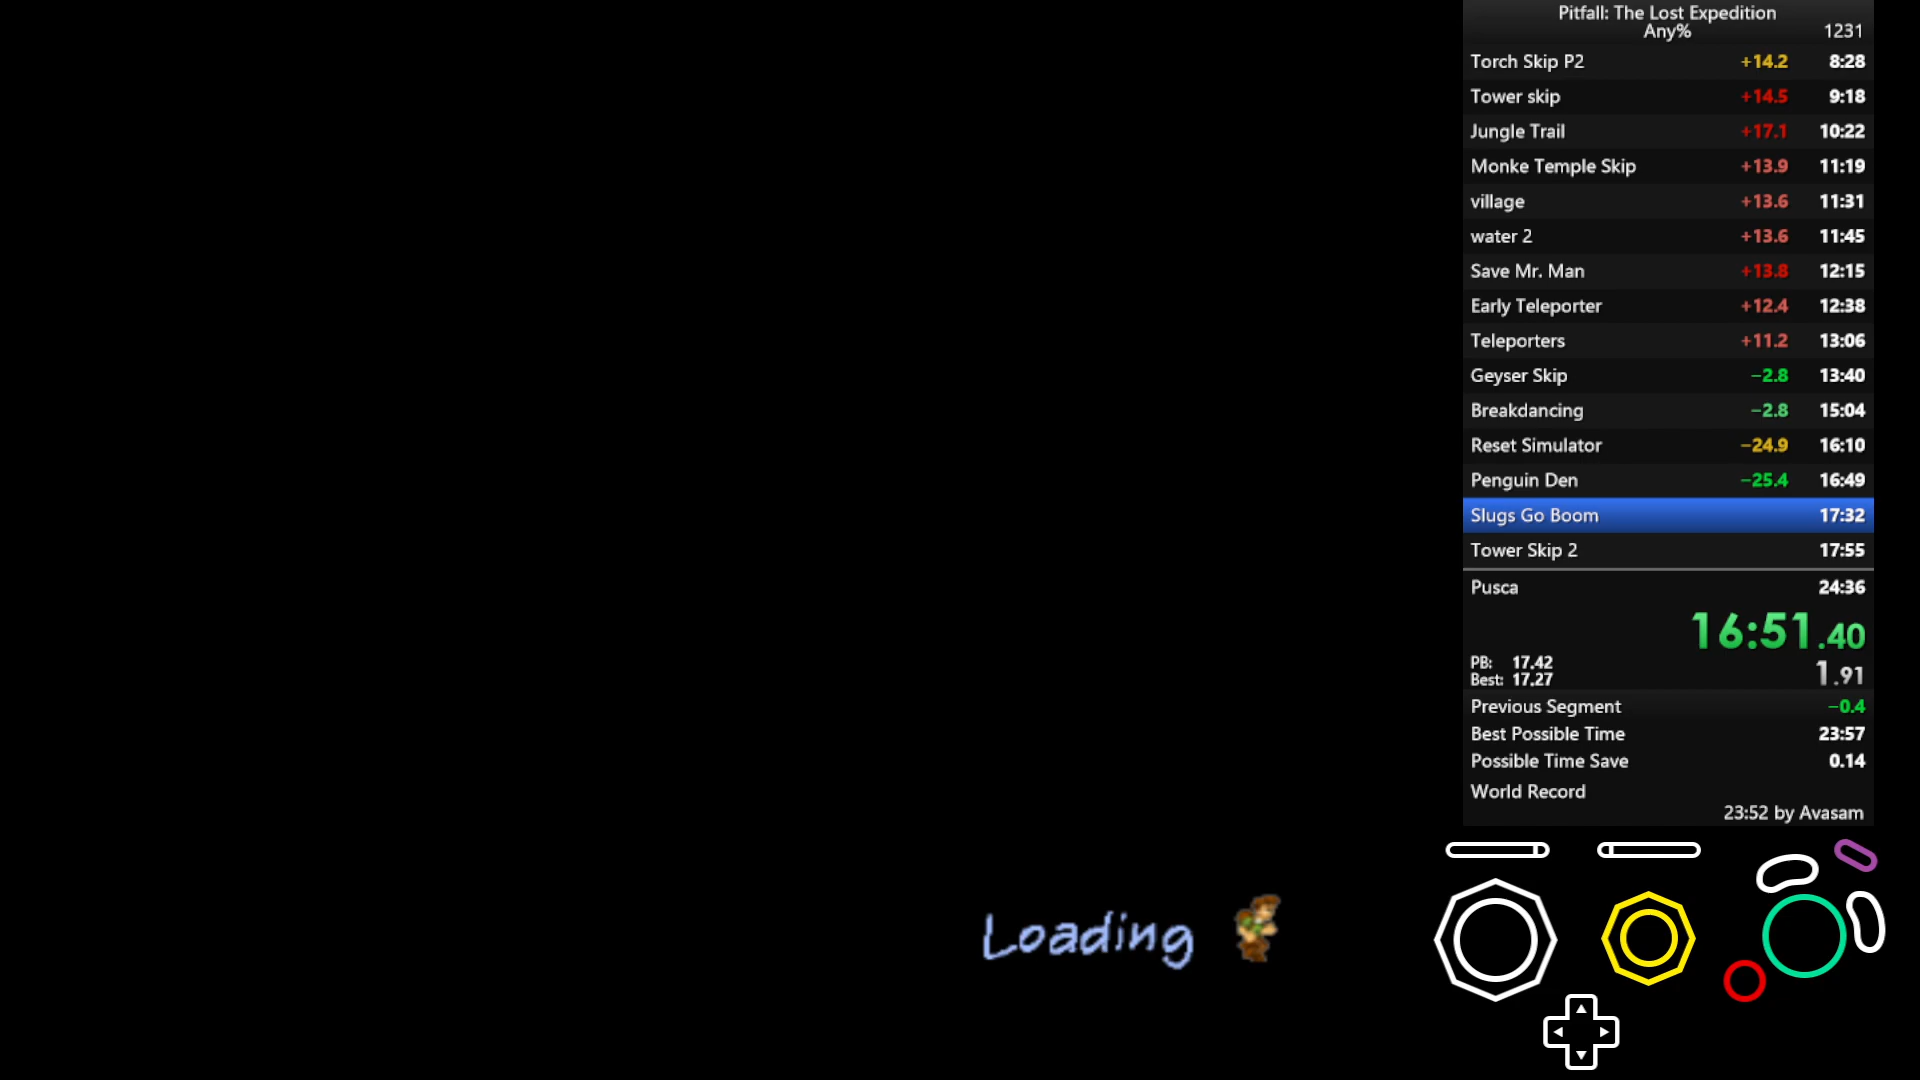 Pitfall: The Lost Expedition
Any% 1231
Torch Skip P2 +14.2 8:28
Tower skip +14.5 9:18
Jungle Trail +17.1 10:22
Monke Temple Skip +13.9 11:19
village +13.6 11:31
water 2 +13.6 11:45
Save Mr. Man +13.8 12:15
Early Teleporter +12.4 12:38
Teleporters +11.2 13:06
Geyser Skip −2.8 13:40
Breakdancing −2.8 15:04
Reset Simulator −24.9 16:10
Penguin Den −25.4 16:49
Slugs Go Boom 17:32
Tower Skip 2 17:55
Pusca 24:36
16:51.40
PB: 17.42 1.91
Best: 17.27
Previous Segment −0.4
Best Possible Time 23:57
Possible Time Save 0.14
World Record
23:52 by Avasam
Loading